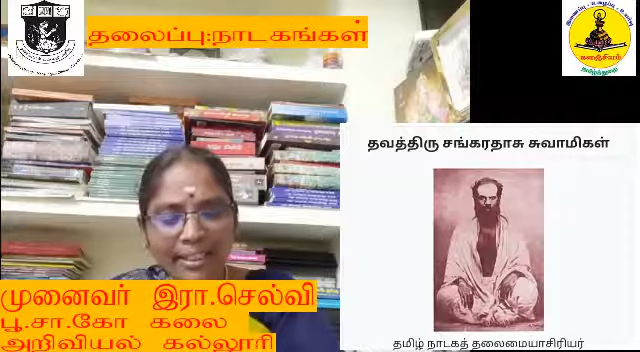 தலைப்பு:நாடகங்கள்
தவத்திரு சங்கரதாசு சுவாமிகள்
முனைவர் இரா.செல்வி
பூ.சா.கோ கலை
அறிவியல் கல்லூரி
தமிழ் நாடகத் தலைமையாசிரியர்